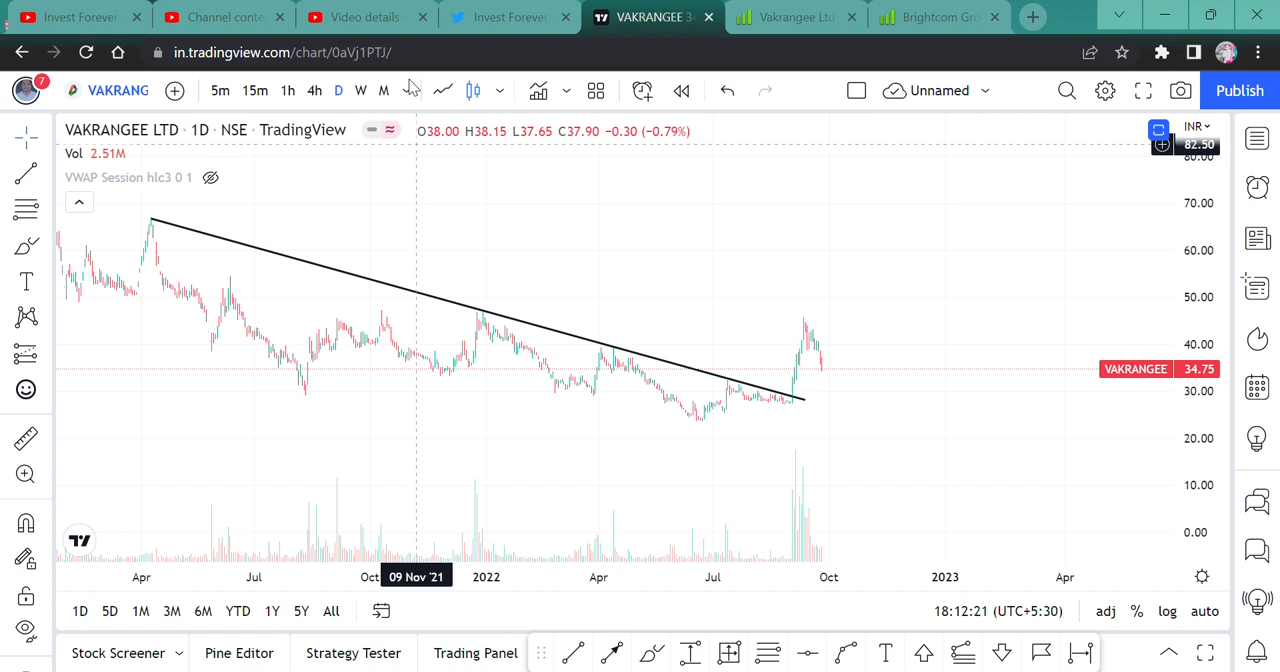 Invest Forever
Channel conte
Video details -
Invest Forever
VAKRANGEE 34
Vakrangee Ltd
Brightcom Gro
in.tradingview.com/chart/0aVj1PTJ/
7
VAKRANG
5m 15m 1h 4h D W M
Unnamed
Publish
VAKRANGEE LTD · 1D · NSE · TradingView
O38.00 H38.15 L37.65 C37.90 −0.30 (−0.79%)
INR
Vol 2.51M
82.50
80.00
VWAP Session hlc3 0 1
70.00
60.00
50.00
40.00
VAKRANGEE 34.75
30.00
20.00
10.00
0.00
Apr Jul Oct 09 Nov '21 2022 Apr Jul Oct 2023 Apr
1D 5D 1M 3M 6M YTD 1Y 5Y All
18:12:21 (UTC+5:30) adj % log auto
Stock Screener Pine Editor Strategy Tester Trading Panel